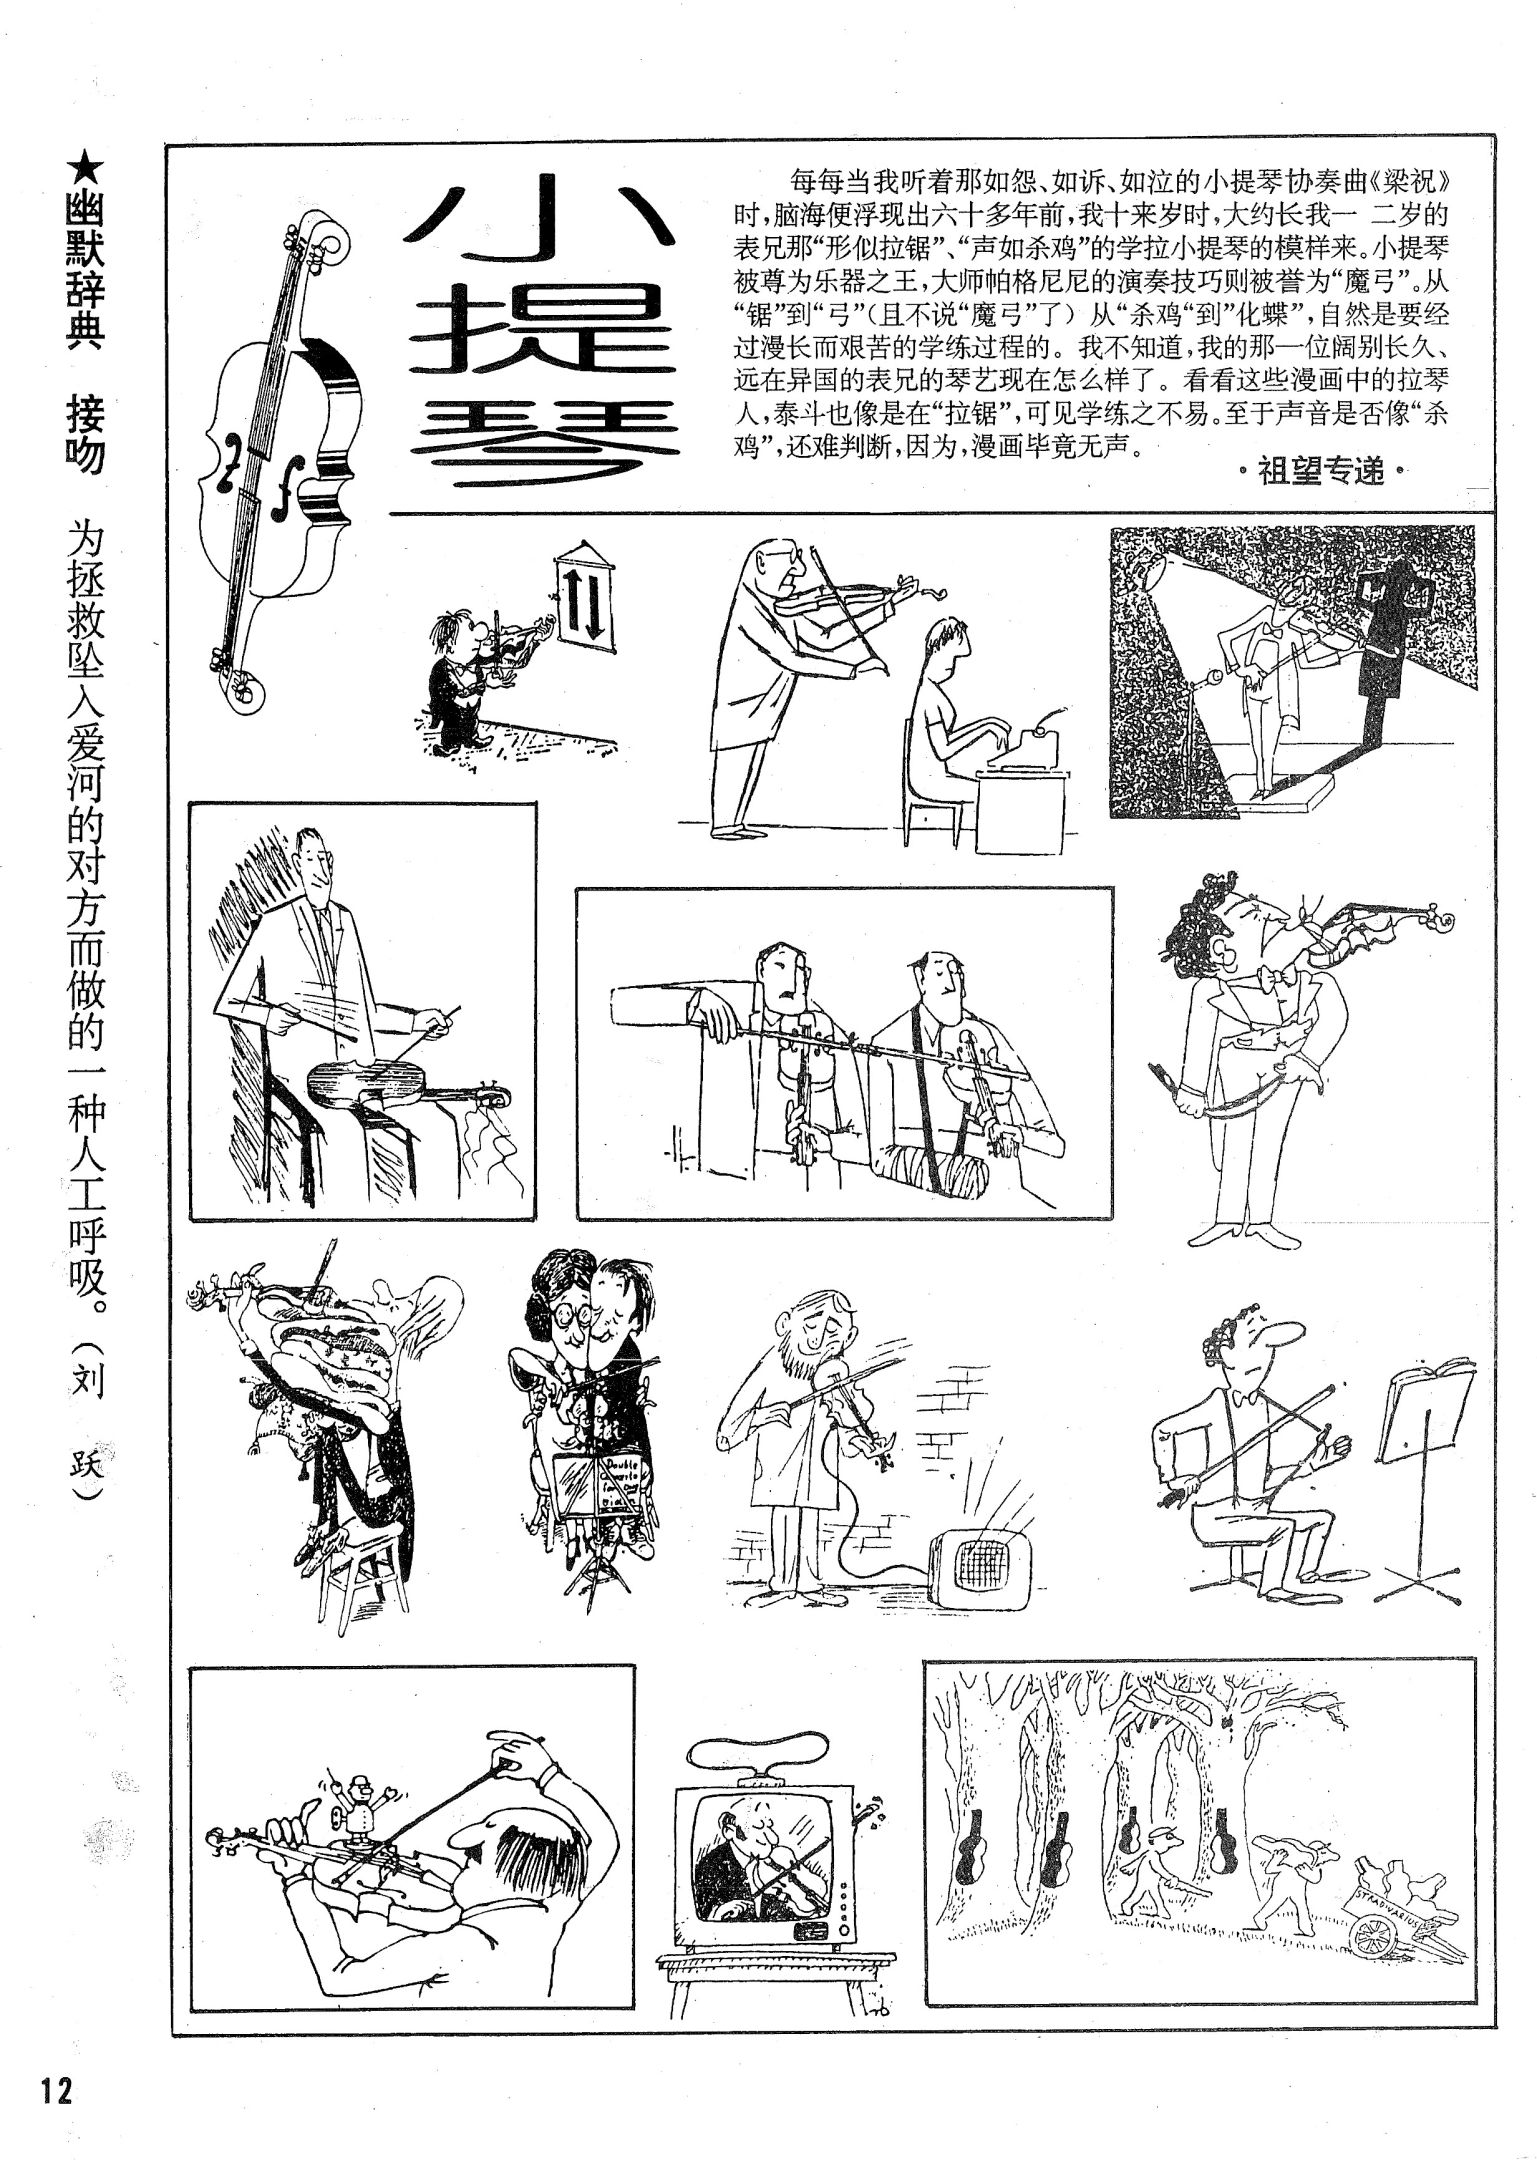 ★幽默辞典 接吻 为拯救坠入爱河的对方而做的一种人工呼吸。(刘 跃)
小提琴
每每当我听着那如怨、如诉、如泣的小提琴协奏曲《梁祝》
时,脑海便浮现出六十多年前,我十来岁时,大约长我一 二岁的
表兄那“形似拉锯”、“声如杀鸡”的学拉小提琴的模样来。小提琴
被尊为乐器之王,大师帕格尼尼的演奏技巧则被誉为“魔弓”。从
“锯”到“弓”(且不说“魔弓”了) 从“杀鸡“到”化蝶”,自然是要经
过漫长而艰苦的学练过程的。我不知道,我的那一位阔别长久、
远在异国的表兄的琴艺现在怎么样了。看看这些漫画中的拉琴
人,泰斗也像是在“拉锯”,可见学练之不易。至于声音是否像“杀
鸡”,还难判断,因为,漫画毕竟无声。
·祖望专递·
Double
STRADIVARIUS
12